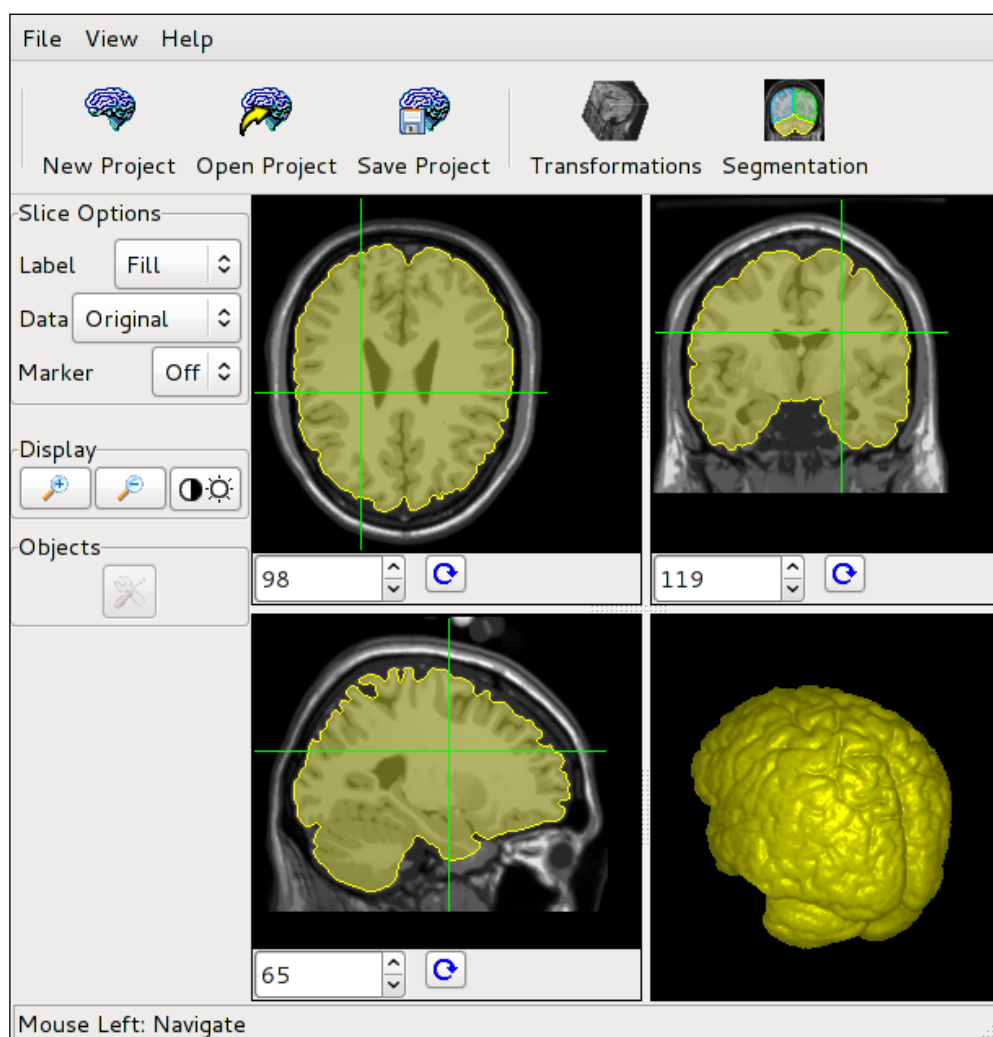 File View Help
New Project Open Project Save Project Transformations Segmentation
Slice Options
Label Fill
Data Original
Marker Off
Display
Objects
98
119
65
Mouse Left: Navigate